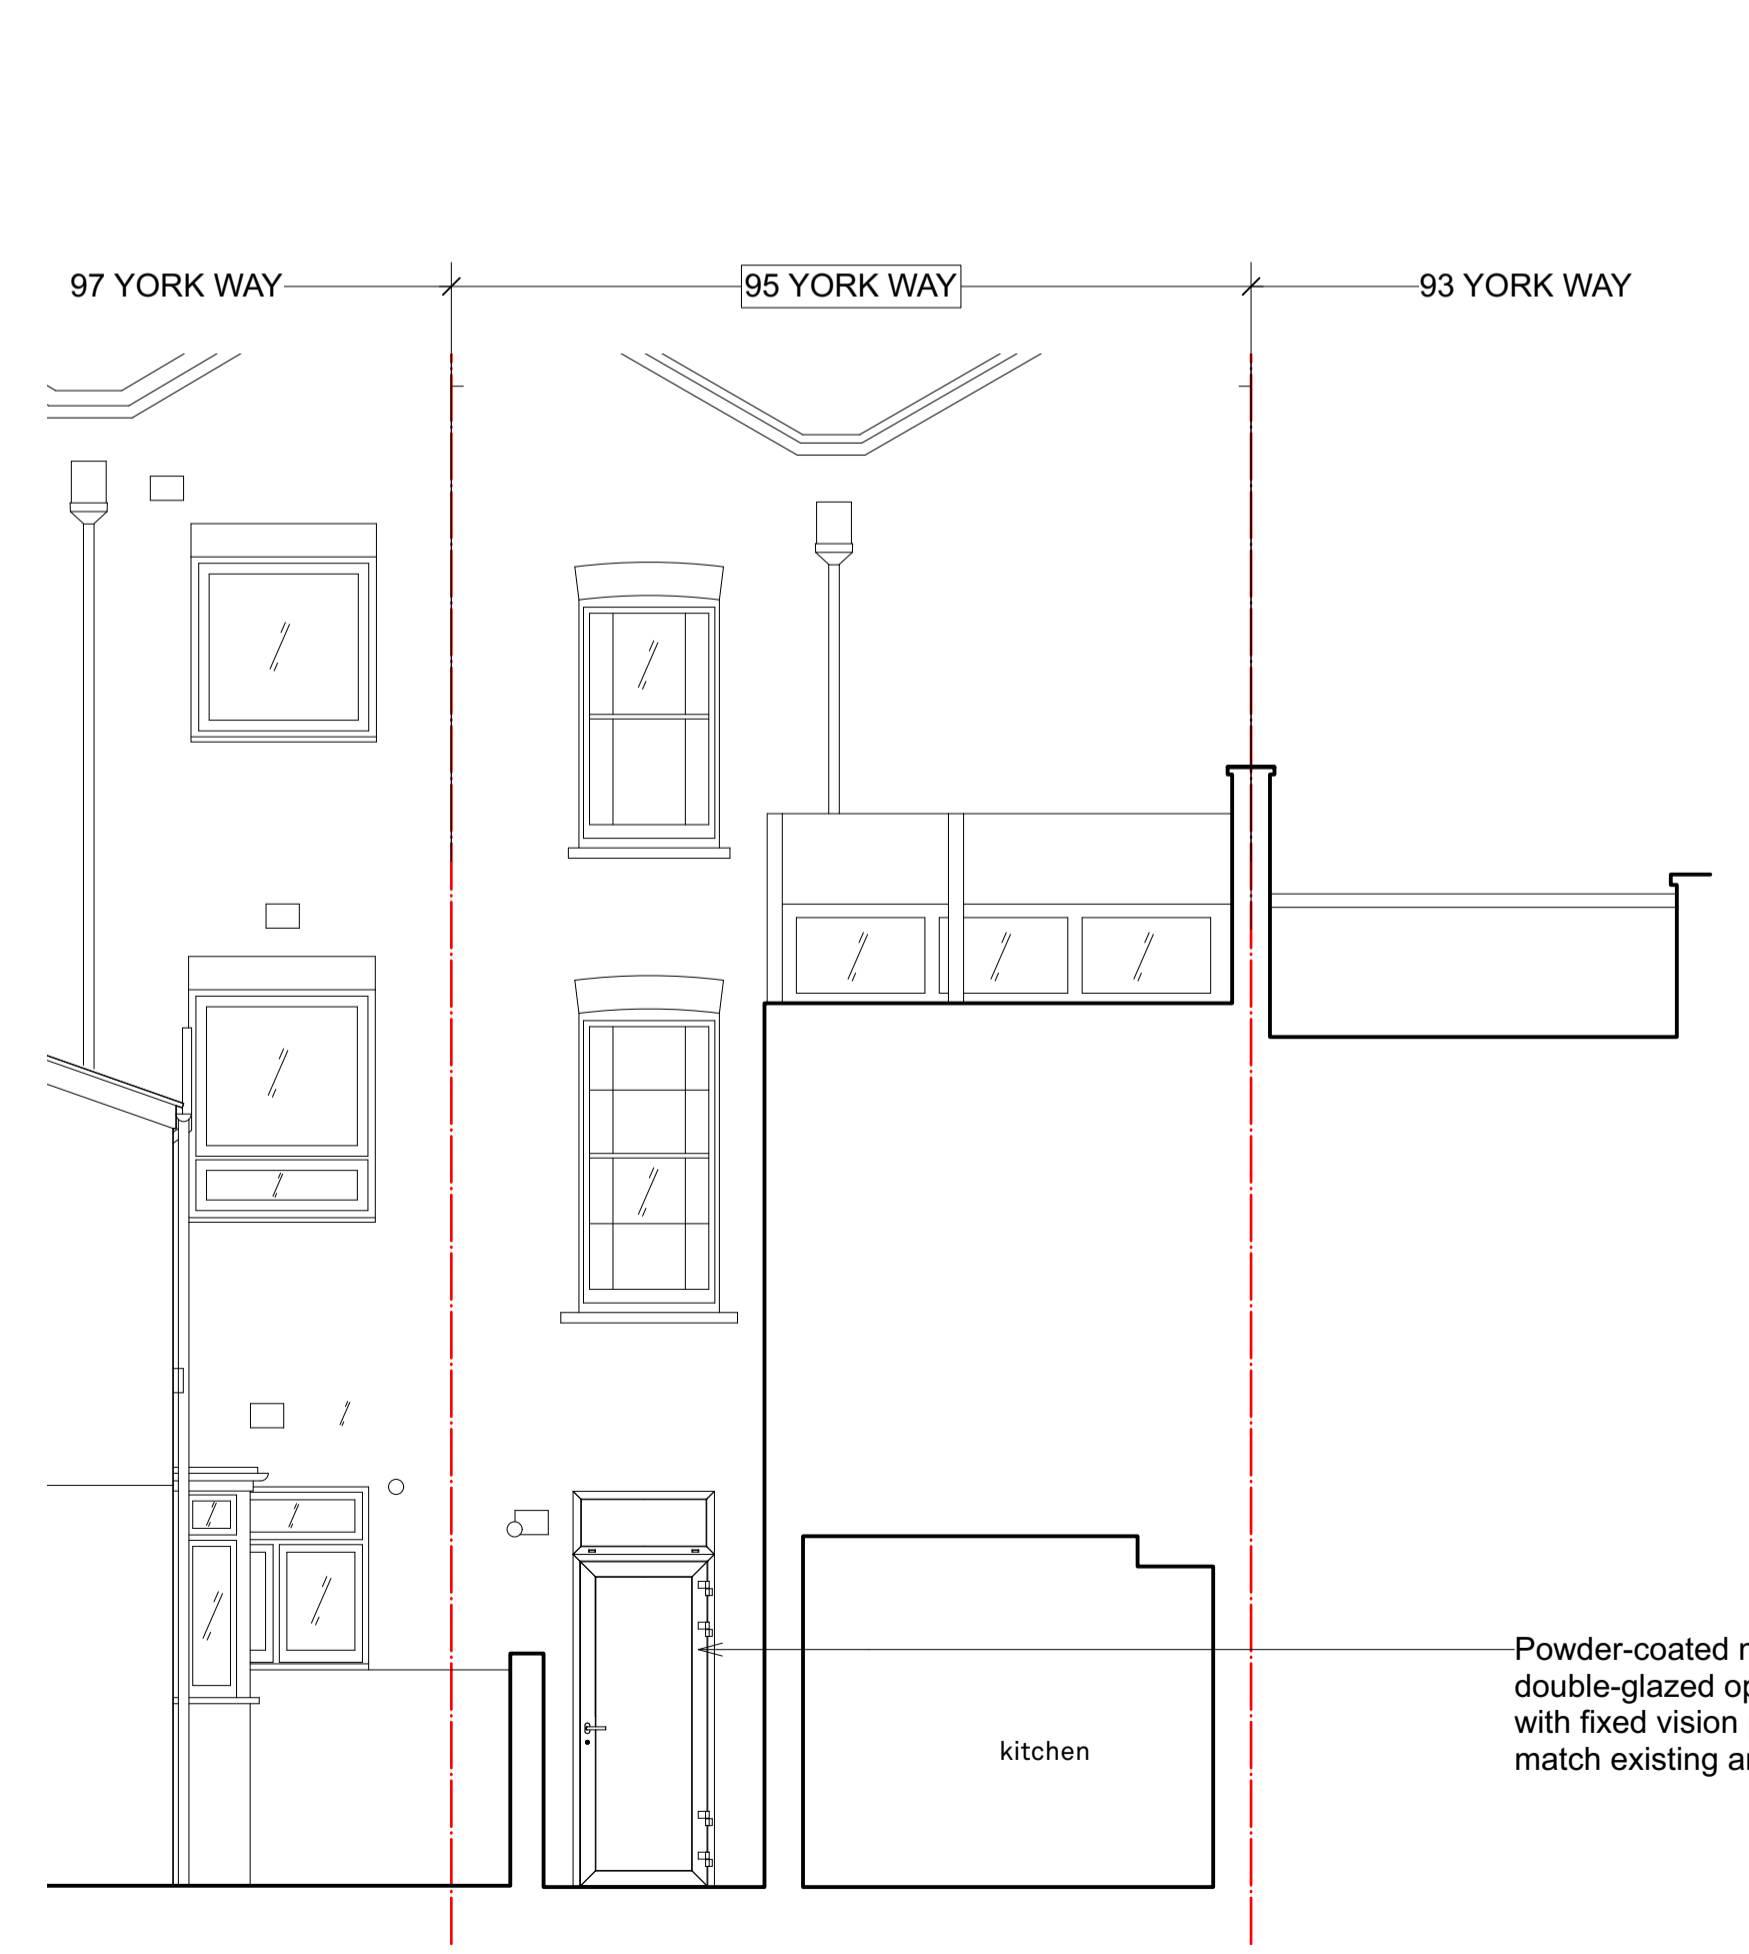 97 YORK WAY
95 YORK WAY
93 YORK WAY
Powder-coated
double-glazed
with fixed vision
match existing
kitchen